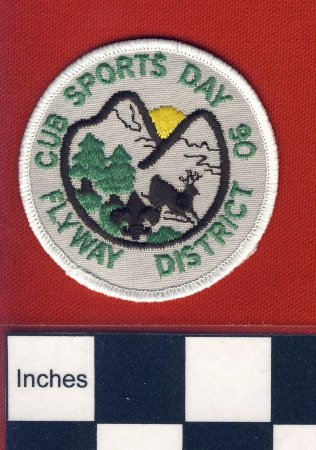 CUB SPORTS DAY 90
FLYWAY DISTRICT
Inches